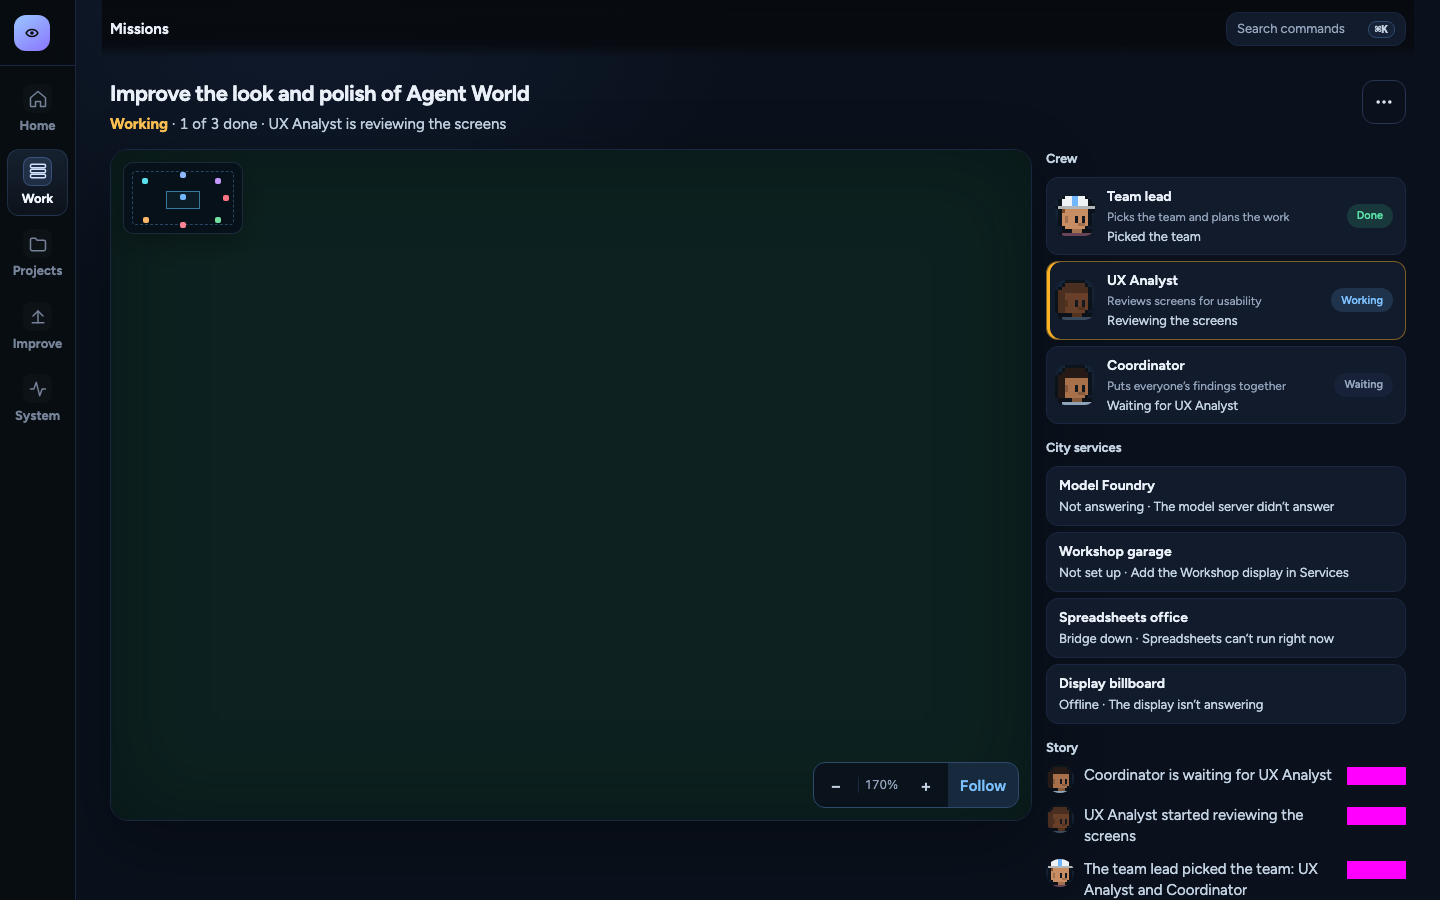 Missions
Search commands ⌘K
Home
Work
Projects
Improve
System
Improve the look and polish of Agent World
Working · 1 of 3 done · UX Analyst is reviewing the screens
− 170% + Follow
Crew
Team lead
Picks the team and plans the work
Picked the team
Done
UX Analyst
Reviews screens for usability
Reviewing the screens
Working
Coordinator
Puts everyone’s findings together
Waiting for UX Analyst
Waiting
City services
Model Foundry
Not answering · The model server didn’t answer
Workshop garage
Not set up · Add the Workshop display in Services
Spreadsheets office
Bridge down · Spreadsheets can’t run right now
Display billboard
Offline · The display isn’t answering
Story
Coordinator is waiting for UX Analyst
UX Analyst started reviewing the
screens
The team lead picked the team: UX
Analyst and Coordinator